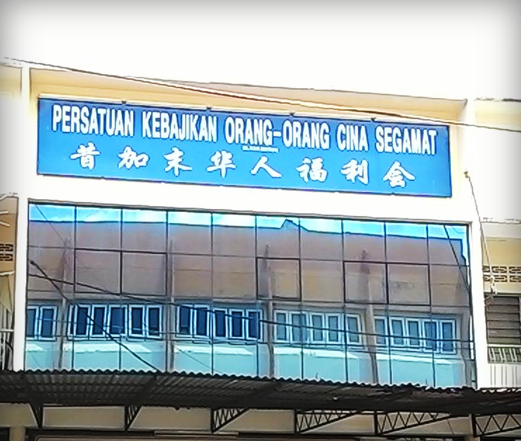 PERSATUAN KEBAJIKAN ORANG-ORANG CINA SEGAMAT
昔加末华人福利会